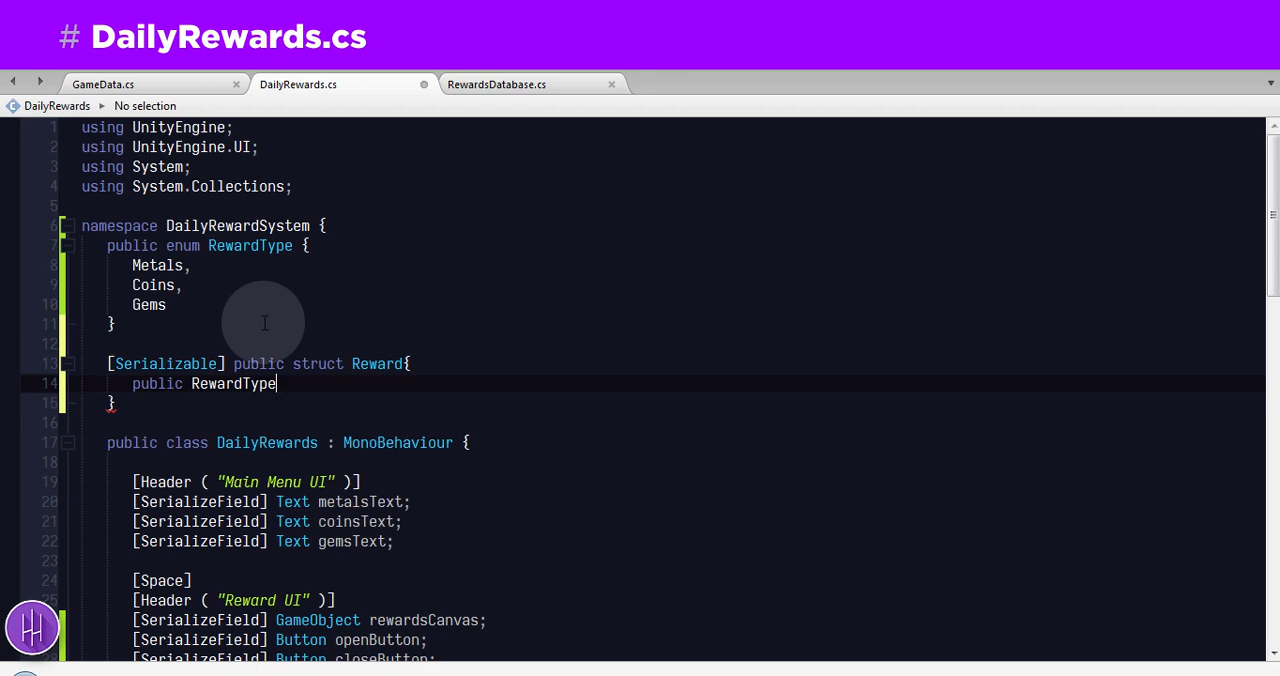 # DailyRewards.cs
GameData.cs DailyRewards.cs RewardsDatabase.cs
DailyRewards No selection
1 using UnityEngine;
2 using UnityEngine.UI;
3 using System;
4 using System.Collections;
5
6 namespace DailyRewardSystem {
7 public enum RewardType {
8 Metals,
9 Coins,
10 Gems
11 }
12
13 [Serializable] public struct Reward{
14 public RewardType
15 }
16
17 public class DailyRewards : MonoBehaviour {
18
19 [Header ( "Main Menu UI" )]
20 [SerializeField] Text metalsText;
21 [SerializeField] Text coinsText;
22 [SerializeField] Text gemsText;
23
24 [Space]
25 [Header ( "Reward UI" )]
[SerializeField] GameObject rewardsCanvas;
[SerializeField] Button openButton;
28 [SerializeField] Button closeButton;